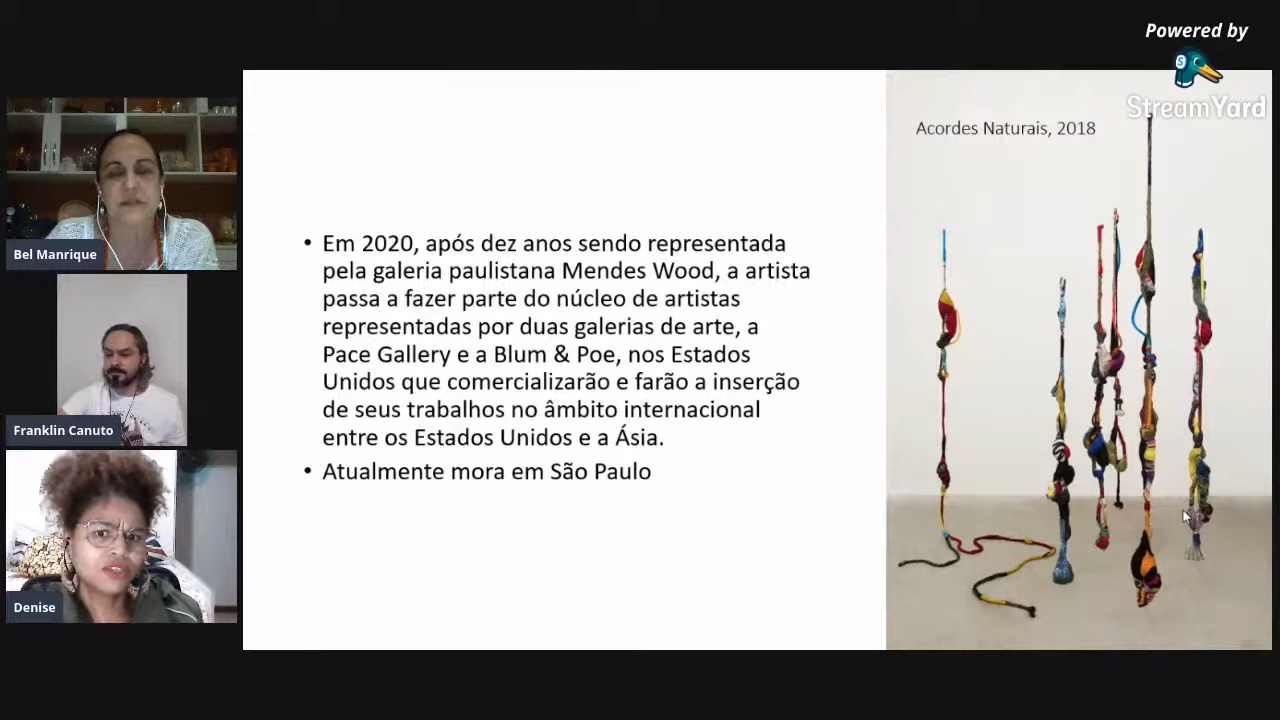 Powered by
StreamYard
Bel Manrique
Franklin Canuto
Denise
• Em 2020, após dez anos sendo representada
pela galeria paulistana Mendes Wood, a artista
passa a fazer parte do núcleo de artistas
representadas por duas galerias de arte, a
Pace Gallery e a Blum & Poe, nos Estados
Unidos que comercializarão e farão a inserção
de seus trabalhos no âmbito internacional
entre os Estados Unidos e a Ásia.
• Atualmente mora em São Paulo
Acordes Naturais, 2018